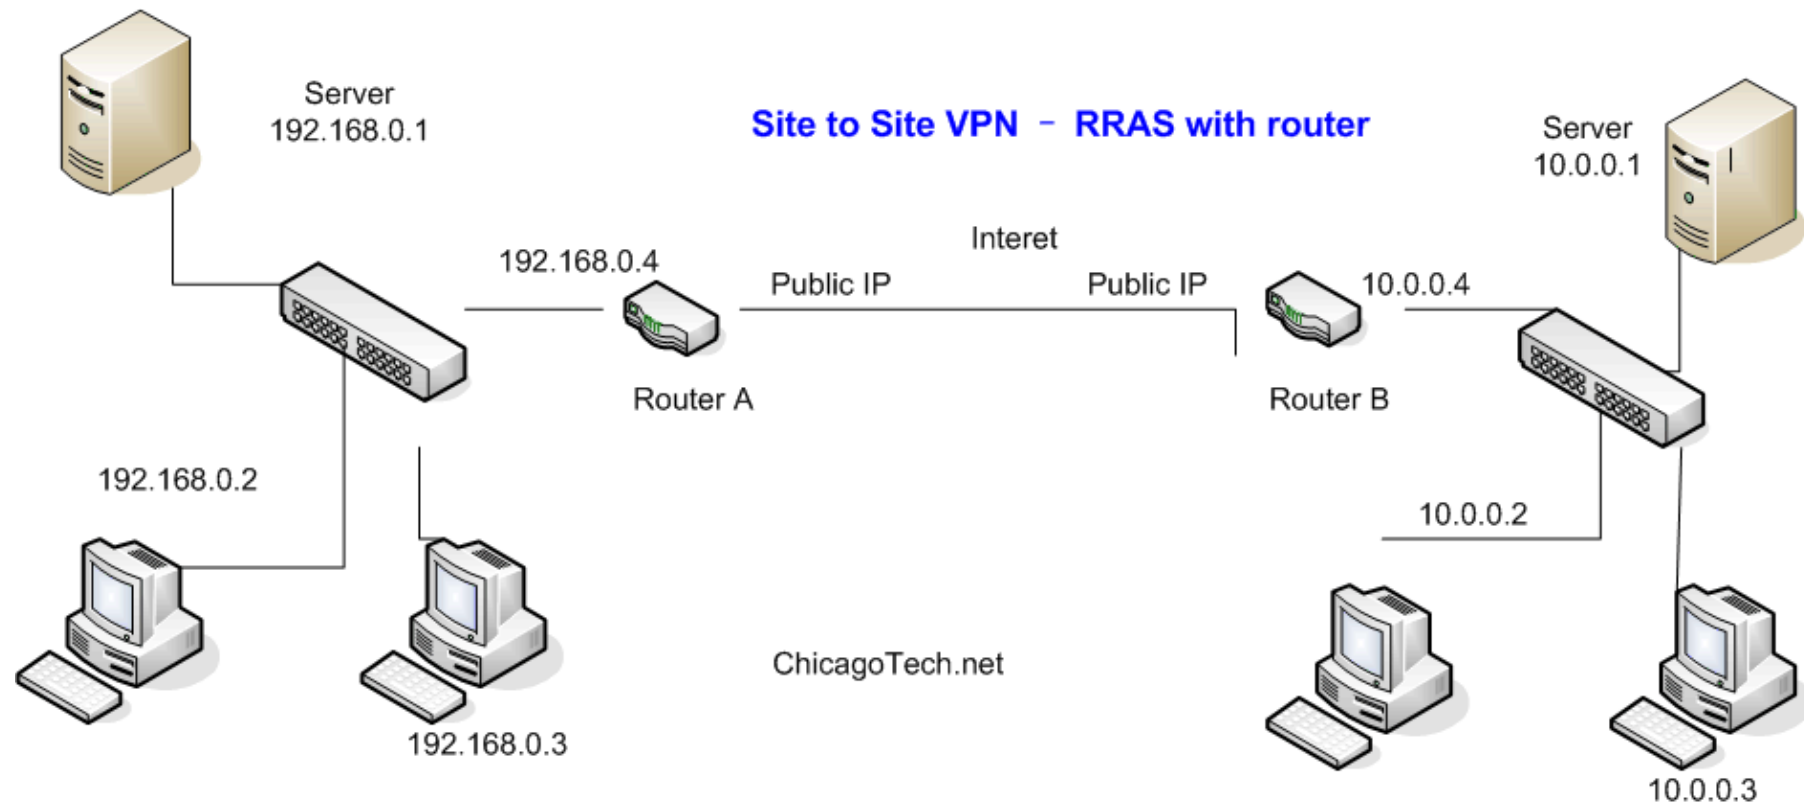 Server
192.168.0.1
Site to Site VPN – RRAS with router
Server
10.0.0.1
Interet
192.168.0.4
Public IP
Public IP
10.0.0.4
Router A
Router B
192.168.0.2
10.0.0.2
ChicagoTech.net
192.168.0.3
10.0.0.3